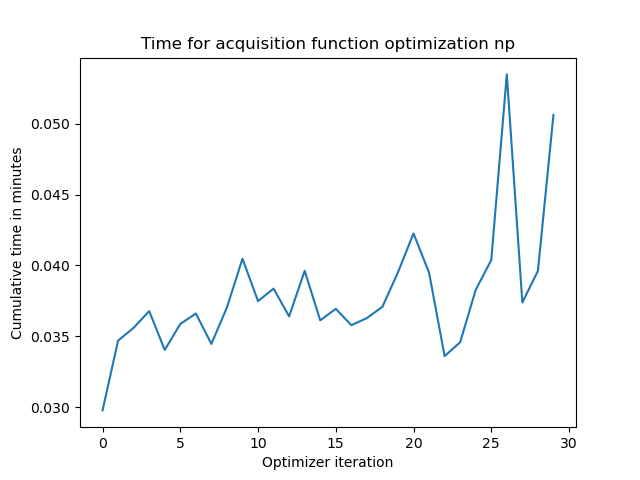 Time for acquisition function optimization np
Cumulative time in minutes
0.050
0.045
0.040
0.035
0.030
0 5 10 15 20 25 30
Optimizer iteration